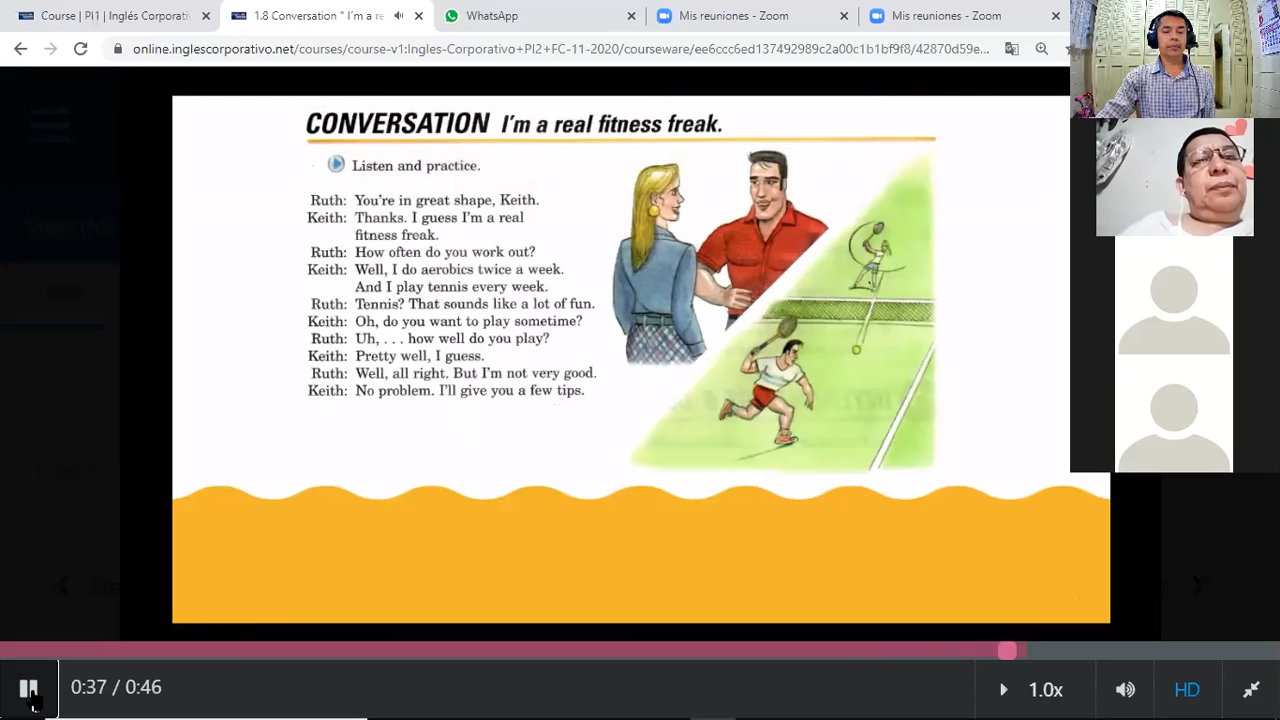 Course | PI1 | Inglés Corporativ
1.8 Conversation " I'm a re
WhatsApp
Mis reuniones - Zoom
Mis reuniones - Zoom
online.inglescorporativo.net/courses/course-v1:Ingles-Corporativo+PI2+FC-11-2020/courseware/ee6ccc6ed137492989c2a00c1b1bf9f8/42870d59e...
CONVERSATION I'm a real fitness freak.
Listen and practice.
Ruth: You're in great shape, Keith.
Keith: Thanks. I guess I'm a real
fitness freak.
Ruth: How often do you work out?
Keith: Well, I do aerobics twice a week.
And I play tennis every week.
Ruth: Tennis? That sounds like a lot of fun.
Keith: Oh, do you want to play sometime?
Ruth: Uh, . . . how well do you play?
Keith: Pretty well, I guess.
Ruth: Well, all right. But I'm not very good.
Keith: No problem. I'll give you a few tips.
0:37 / 0:46
1.0x
HD